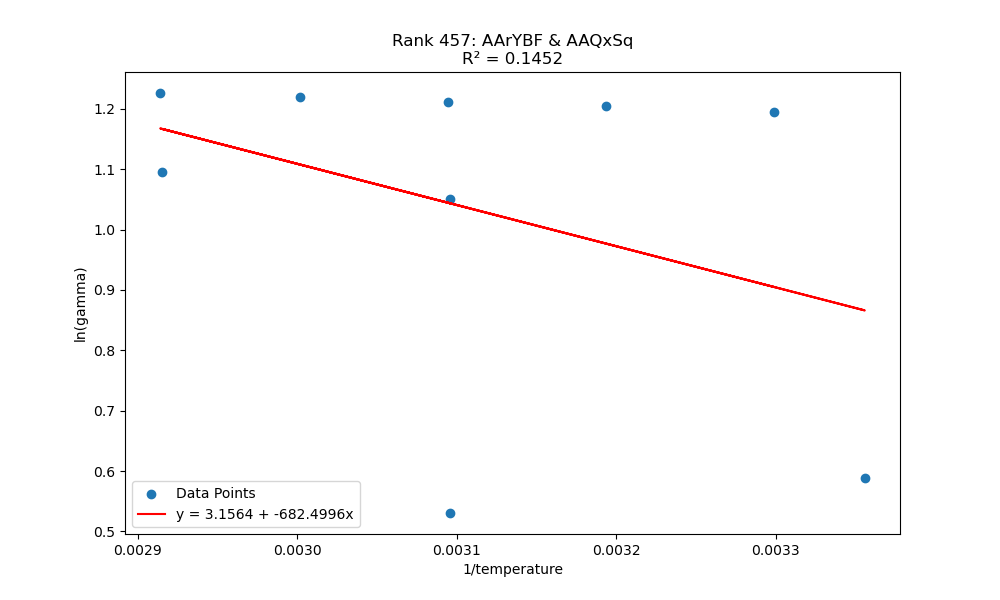 Rank 457: AArYBF & AAQxSq
R² = 0.1452
ln(gamma)
1.2
1.1
1.0
0.9
0.8
0.7
0.6
0.5
Data Points
y = 3.1564 + -682.4996x
0.0029
0.0030
0.0031
0.0032
0.0033
1/temperature